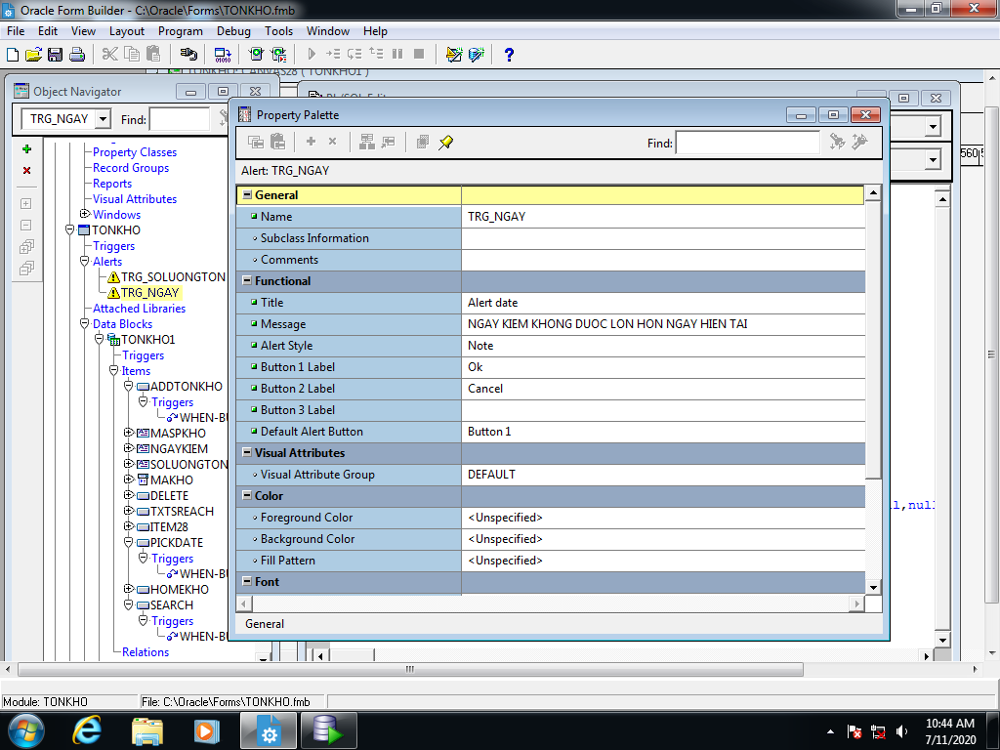 Oracle Form Builder - C:\Oracle\Forms\TONKHO.fmb
File Edit View Layout Program Debug Tools Window Help
TONKHO: CANVAS28 ( TONKHO1 )
Object Navigator
TRG_NGAY Find:
Property Classes
Record Groups
Reports
Visual Attributes
Windows
TONKHO
Triggers
Alerts
TRG_SOLUONGTON
TRG_NGAY
Attached Libraries
Data Blocks
TONKHO1
Triggers
Items
ADDTONKHO
Triggers
WHEN-BU
MASPKHO
NGAYKIEM
SOLUONGTON
MAKHO
DELETE
TXTSREACH
ITEM28
PICKDATE
Triggers
WHEN-BU
HOMEKHO
SEARCH
Triggers
WHEN-BU
Relations
Property Palette
Find:
Alert: TRG_NGAY
General
Name TRG_NGAY
Subclass Information
Comments
Functional
Title Alert date
Message NGAY KIEM KHONG DUOC LON HON NGAY HIEN TAI
Alert Style Note
Button 1 Label Ok
Button 2 Label Cancel
Button 3 Label
Default Alert Button Button 1
Visual Attributes
Visual Attribute Group DEFAULT
Color
Foreground Color <Unspecified>
Background Color <Unspecified>
Fill Pattern <Unspecified>
Font
General
560
ll,null
Module: TONKHO File: C:\Oracle\Forms\TONKHO.fmb
10:44 AM
7/11/2020